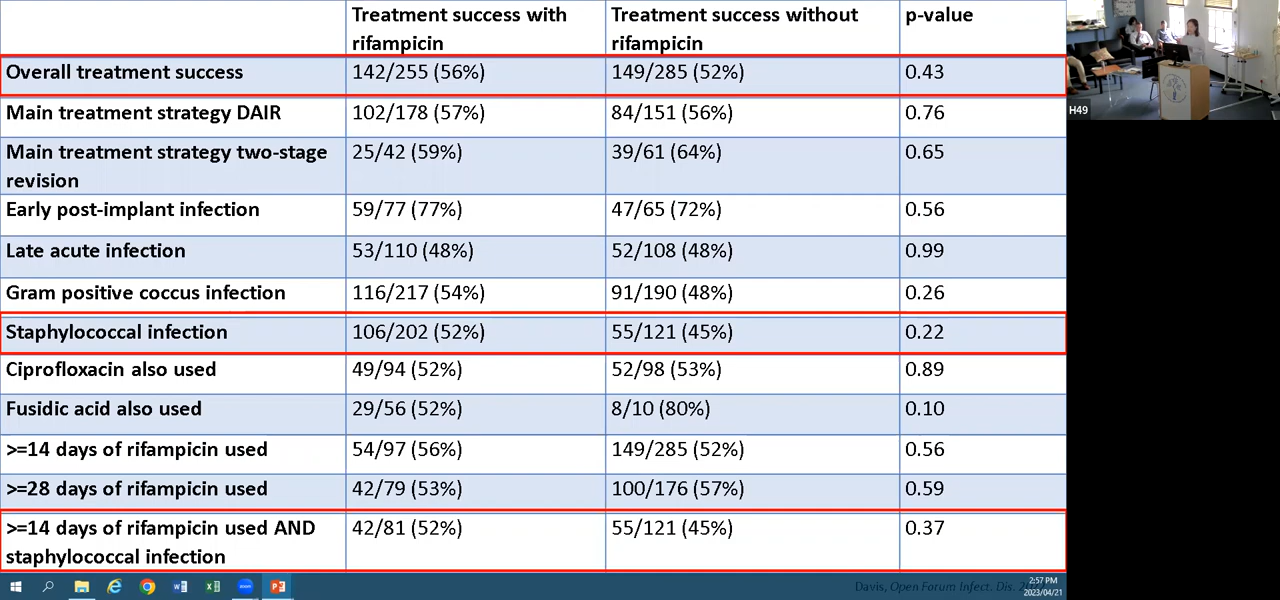 Treatment success with Treatment success without p-value
rifampicin rifampicin
Overall treatment success 142/255 (56%) 149/285 (52%) 0.43
Main treatment strategy DAIR 102/178 (57%) 84/151 (56%) 0.76
Main treatment strategy two-stage 25/42 (59%) 39/61 (64%) 0.65
revision
Early post-implant infection 59/77 (77%) 47/65 (72%) 0.56
Late acute infection 53/110 (48%) 52/108 (48%) 0.99
Gram positive coccus infection 116/217 (54%) 91/190 (48%) 0.26
Staphylococcal infection 106/202 (52%) 55/121 (45%) 0.22
Ciprofloxacin also used 49/94 (52%) 52/98 (53%) 0.89
Fusidic acid also used 29/56 (52%) 8/10 (80%) 0.10
>=14 days of rifampicin used 54/97 (56%) 149/285 (52%) 0.56
>=28 days of rifampicin used 42/79 (53%) 100/176 (57%) 0.59
>=14 days of rifampicin used AND 42/81 (52%) 55/121 (45%) 0.37
staphylococcal infection
H49
Davis, Open Forum Infect. Dis.
2:57 PM
2023/04/21